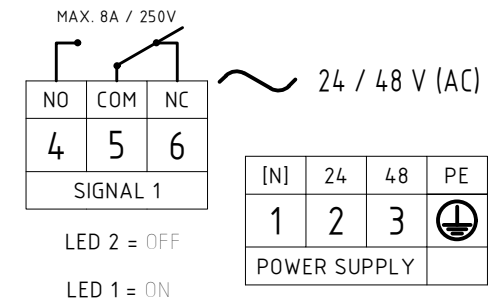 MAX. 8A / 250V
NO COM NC
4 5 6
SIGNAL 1
24 / 48 V (AC)
[N] 24 48 PE
1 2 3
POWER SUPPLY
LED 2 = OFF
LED 1 = ON